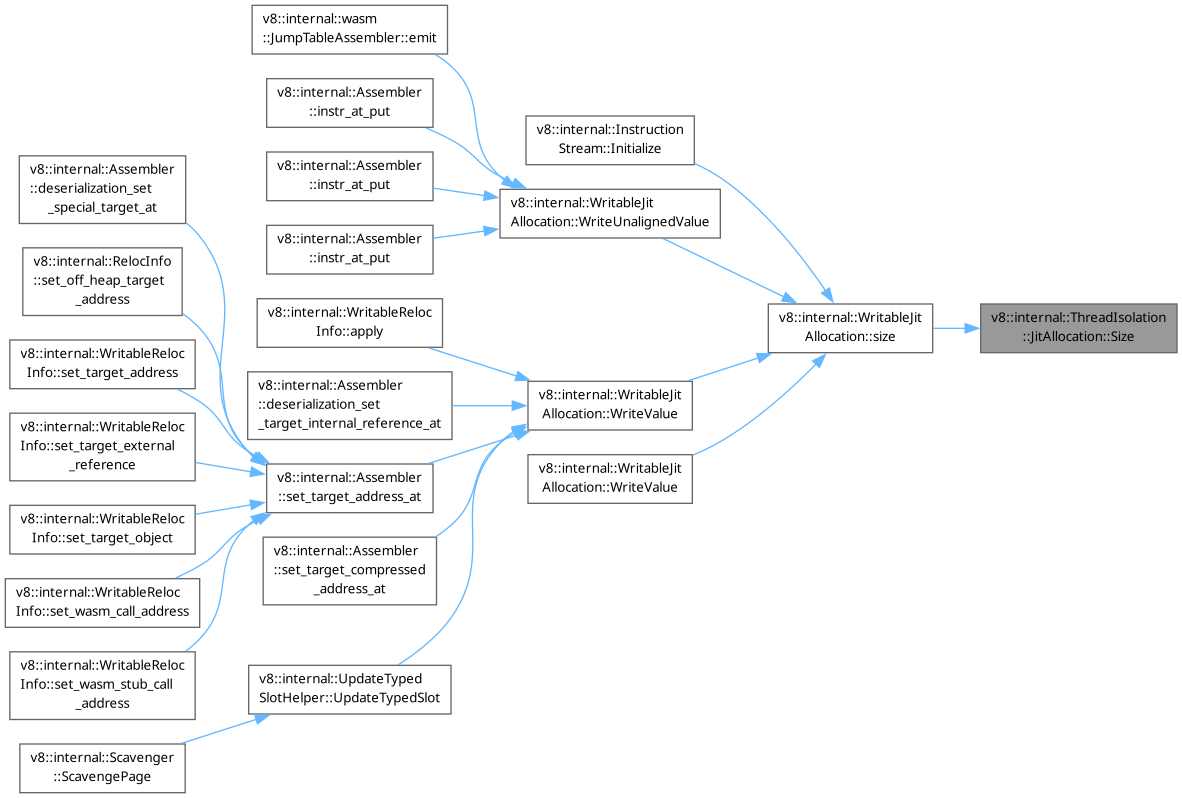 v8::internal::wasm
::JumpTableAssembler::emit
v8::internal::Assembler
::instr_at_put
v8::internal::Instruction
Stream::Initialize
v8::internal::Assembler
::instr_at_put
v8::internal::Assembler
::deserialization_set
_special_target_at
v8::internal::WritableJit
Allocation::WriteUnalignedValue
v8::internal::Assembler
::instr_at_put
v8::internal::RelocInfo
::set_off_heap_target
_address
v8::internal::WritableReloc
Info::apply
v8::internal::WritableJit
Allocation::size
v8::internal::ThreadIsolation
::JitAllocation::Size
v8::internal::WritableReloc
Info::set_target_address
v8::internal::Assembler
::deserialization_set
_target_internal_reference_at
v8::internal::WritableJit
Allocation::WriteValue
v8::internal::WritableReloc
Info::set_target_external
_reference
v8::internal::Assembler
::set_target_address_at
v8::internal::WritableJit
Allocation::WriteValue
v8::internal::WritableReloc
Info::set_target_object
v8::internal::Assembler
::set_target_compressed
_address_at
v8::internal::WritableReloc
Info::set_wasm_call_address
v8::internal::WritableReloc
Info::set_wasm_stub_call
_address
v8::internal::UpdateTyped
SlotHelper::UpdateTypedSlot
v8::internal::Scavenger
::ScavengePage